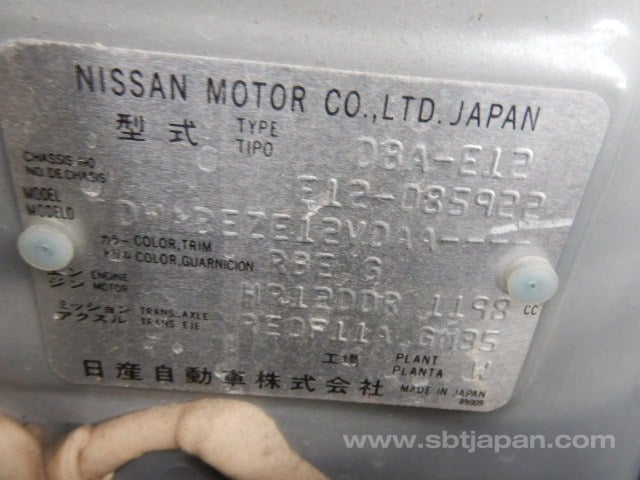 NISSAN MOTOR CO.,LTD. JAPAN
型式 TYPE TIPO DBA-E12
CHASSIS NO NO. DE CHASIS E12-085922
MODEL MODELO
カラー COLOR, TRIM
トリム COLOR, GUARNICION RBE G
エンジン ENGINE MOTOR HR12DDR 1198 CC
ミッション TRANS. AXLE
アクスル TRANS. EJE
工場 PLANT PLANTA W
日産自動車株式会社 MADE IN JAPAN
www.sbtjapan.com